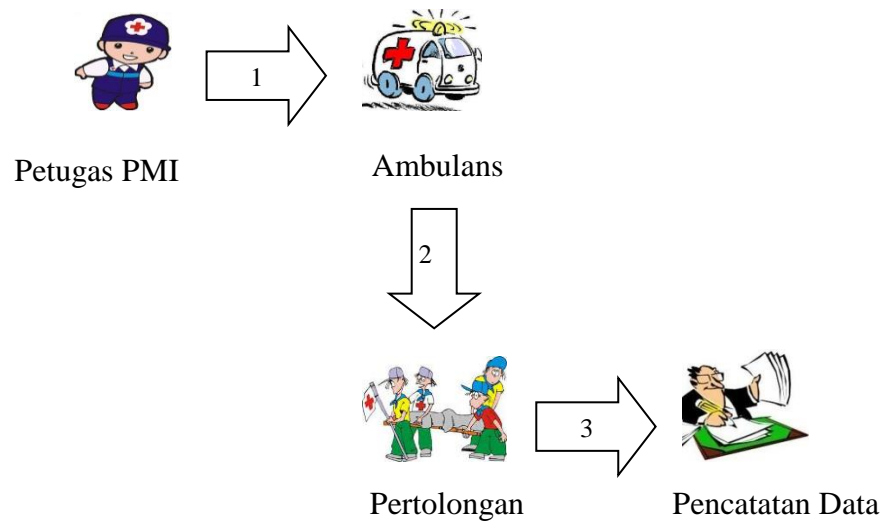 1
Petugas PMI
Ambulans
2
3
Pertolongan
Pencatatan Data